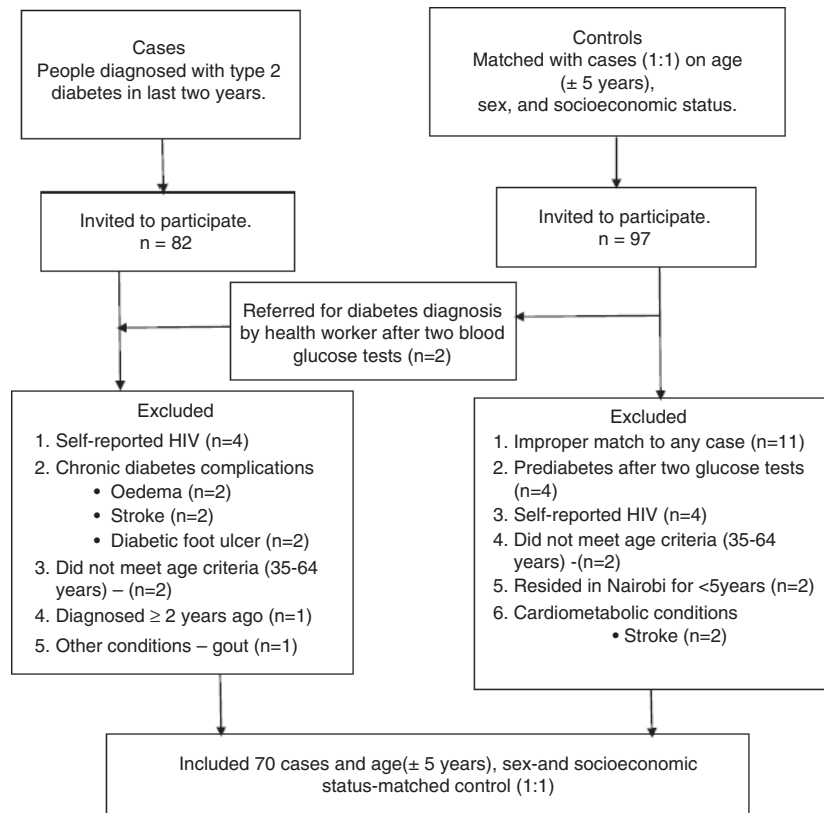 Cases
People diagnosed with type 2
diabetes in last two years.
Controls
Matched with cases (1:1) on age
(± 5 years),
sex, and socioeconomic status.
Invited to participate.
n = 82
Invited to participate.
n = 97
Referred for diabetes diagnosis
by health worker after two blood
glucose tests (n=2)
Excluded
1. Self-reported HIV (n=4)
2. Chronic diabetes complications
• Oedema (n=2)
• Stroke (n=2)
• Diabetic foot ulcer (n=2)
3. Did not meet age criteria (35-64
years) – (n=2)
4. Diagnosed ≥ 2 years ago (n=1)
5. Other conditions – gout (n=1)
Excluded
1. Improper match to any case (n=11)
2. Prediabetes after two glucose tests
(n=4)
3. Self-reported HIV (n=4)
4. Did not meet age criteria (35-64
years) -(n=2)
5. Resided in Nairobi for <5years (n=2)
6. Cardiometabolic conditions
• Stroke (n=2)
Included 70 cases and age(± 5 years), sex-and socioeconomic
status-matched control (1:1)